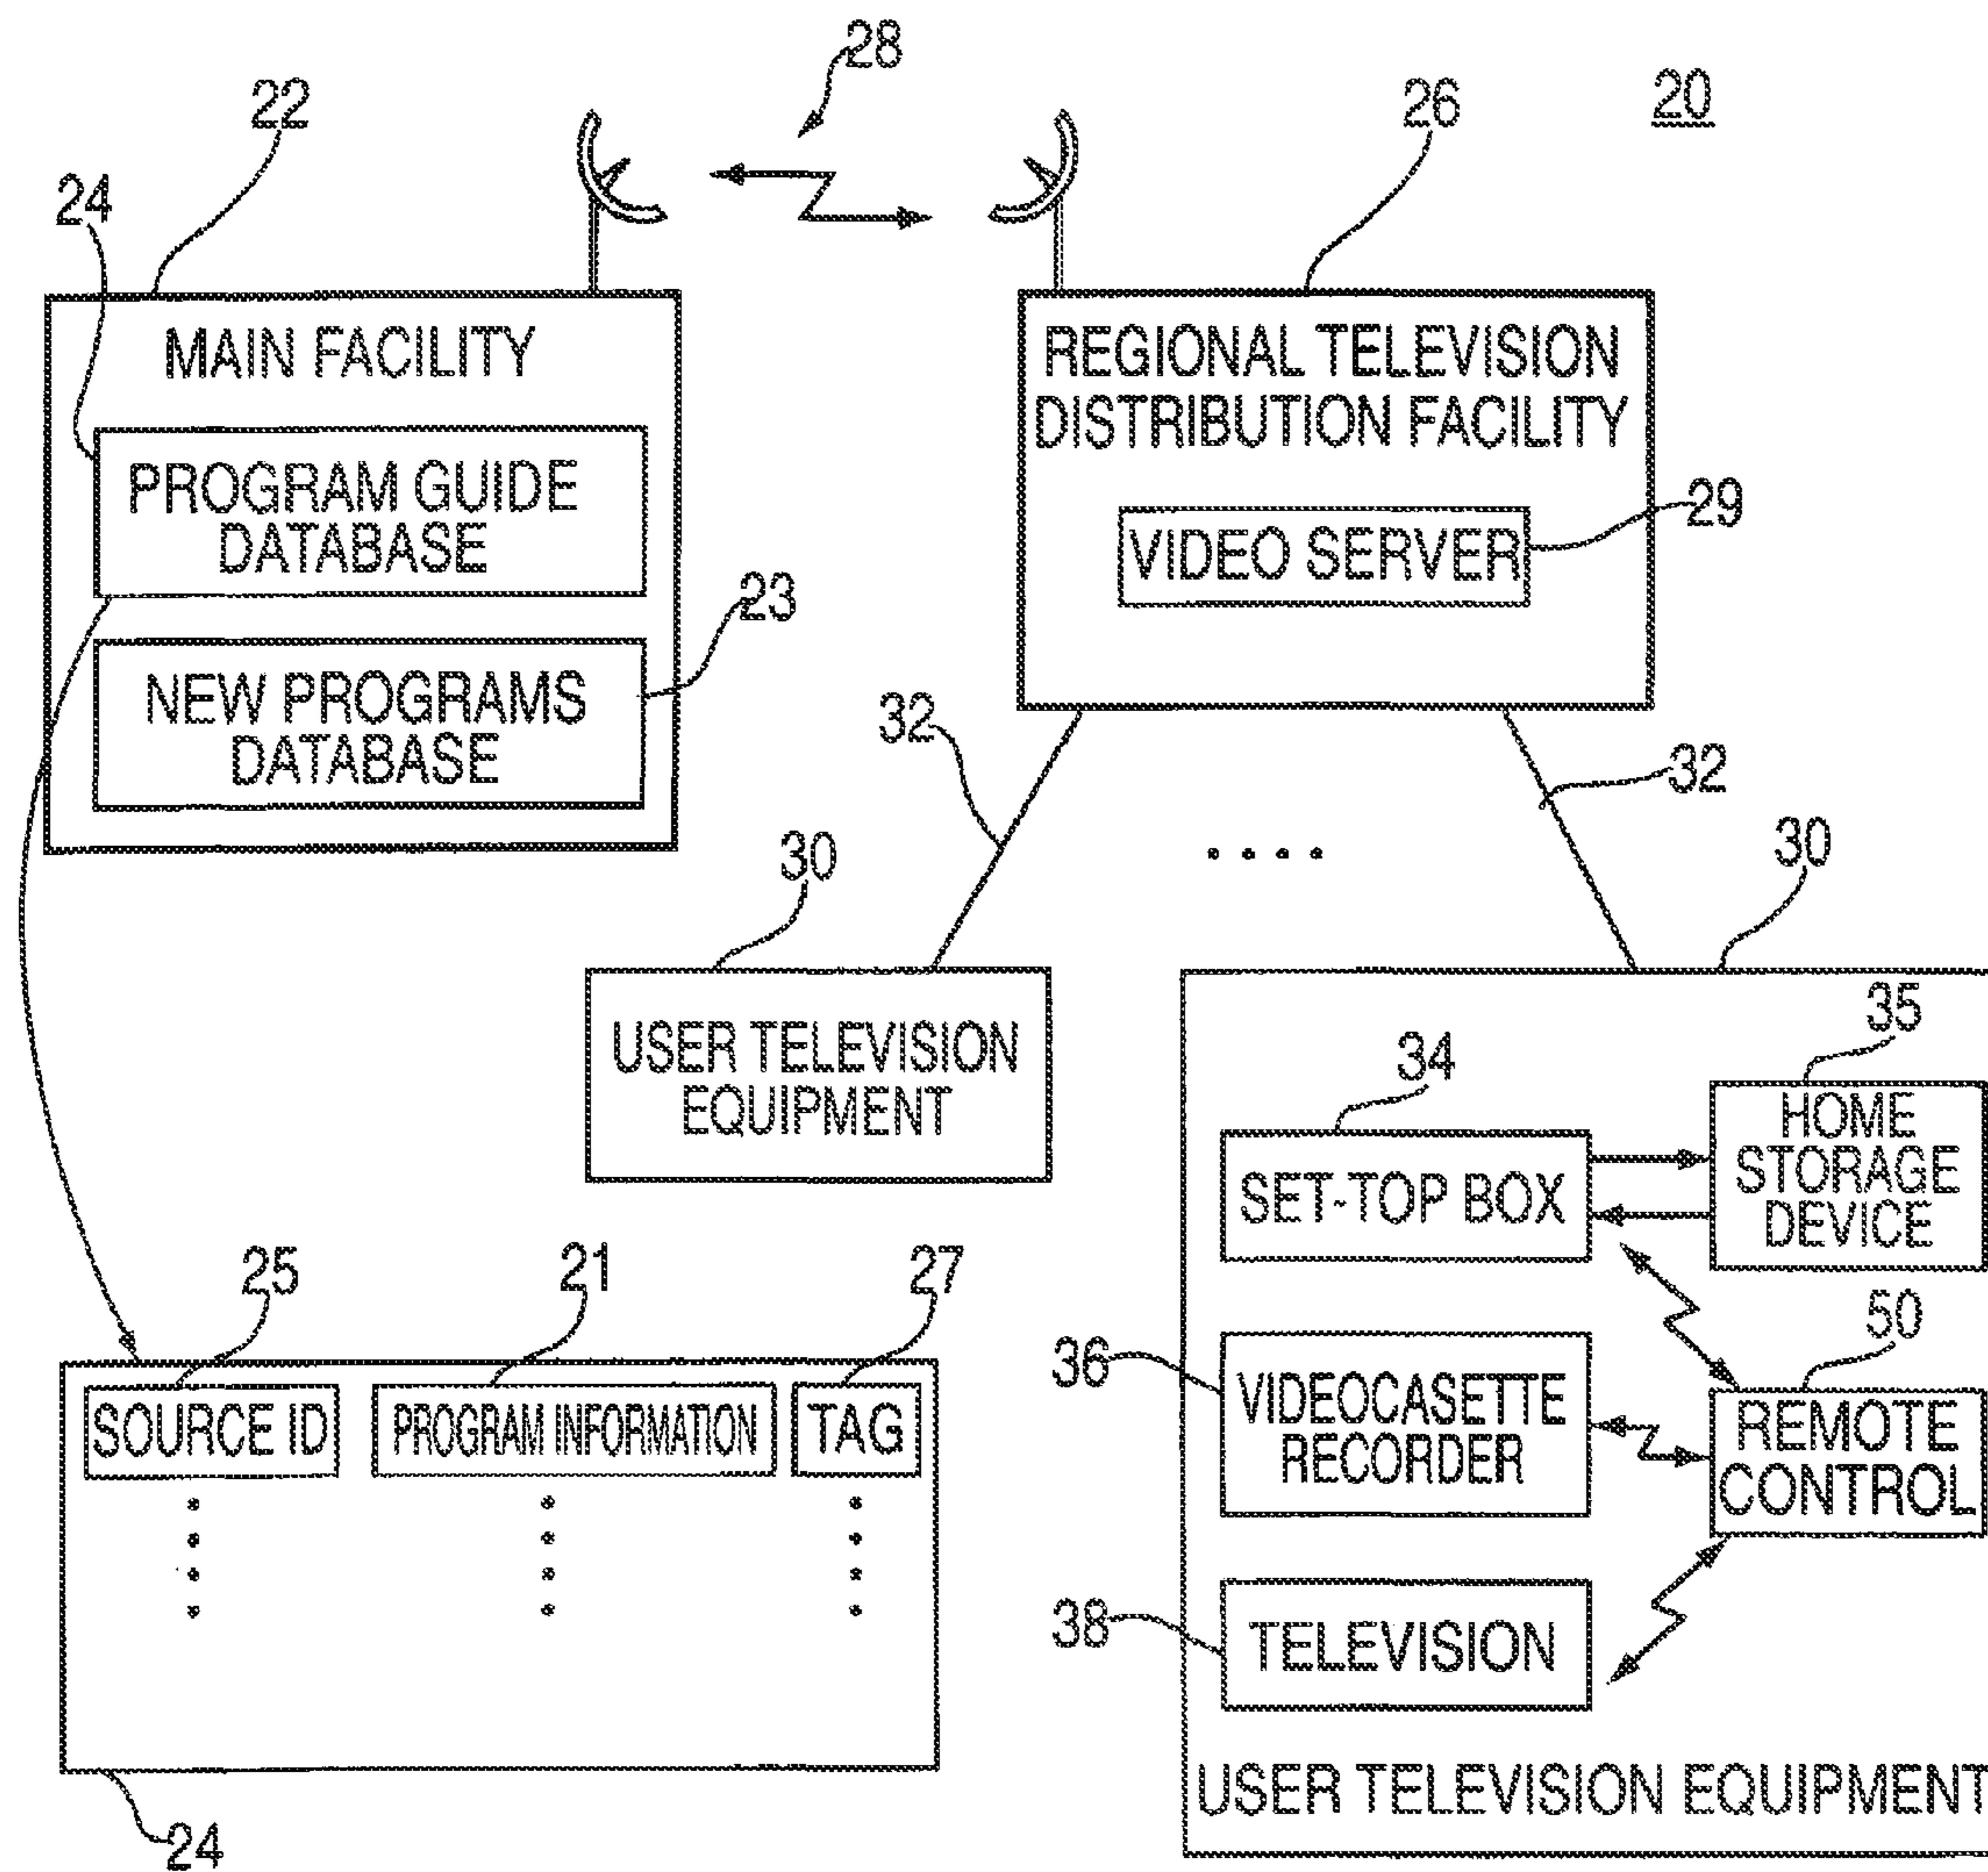 28
20
22
26
24
MAIN FACILITY
PROGRAM GUIDE
DATABASE
23
NEW PROGRAMS
DATABASE
REGIONAL TELEVISION
DISTRIBUTION FACILITY
29
VIDEO SERVER
32
32
30
30
USER TELEVISION
EQUIPMENT
35
34
HOME
STORAGE
DEVICE
SET-TOP BOX
25
21
27
50
36
SOURCE ID
PROGRAM INFORMATION
TAG
VIDEOCASETTE
RECORDER
REMOTE
CONTROL
38
TELEVISION
USER TELEVISION EQUIPMENT
24